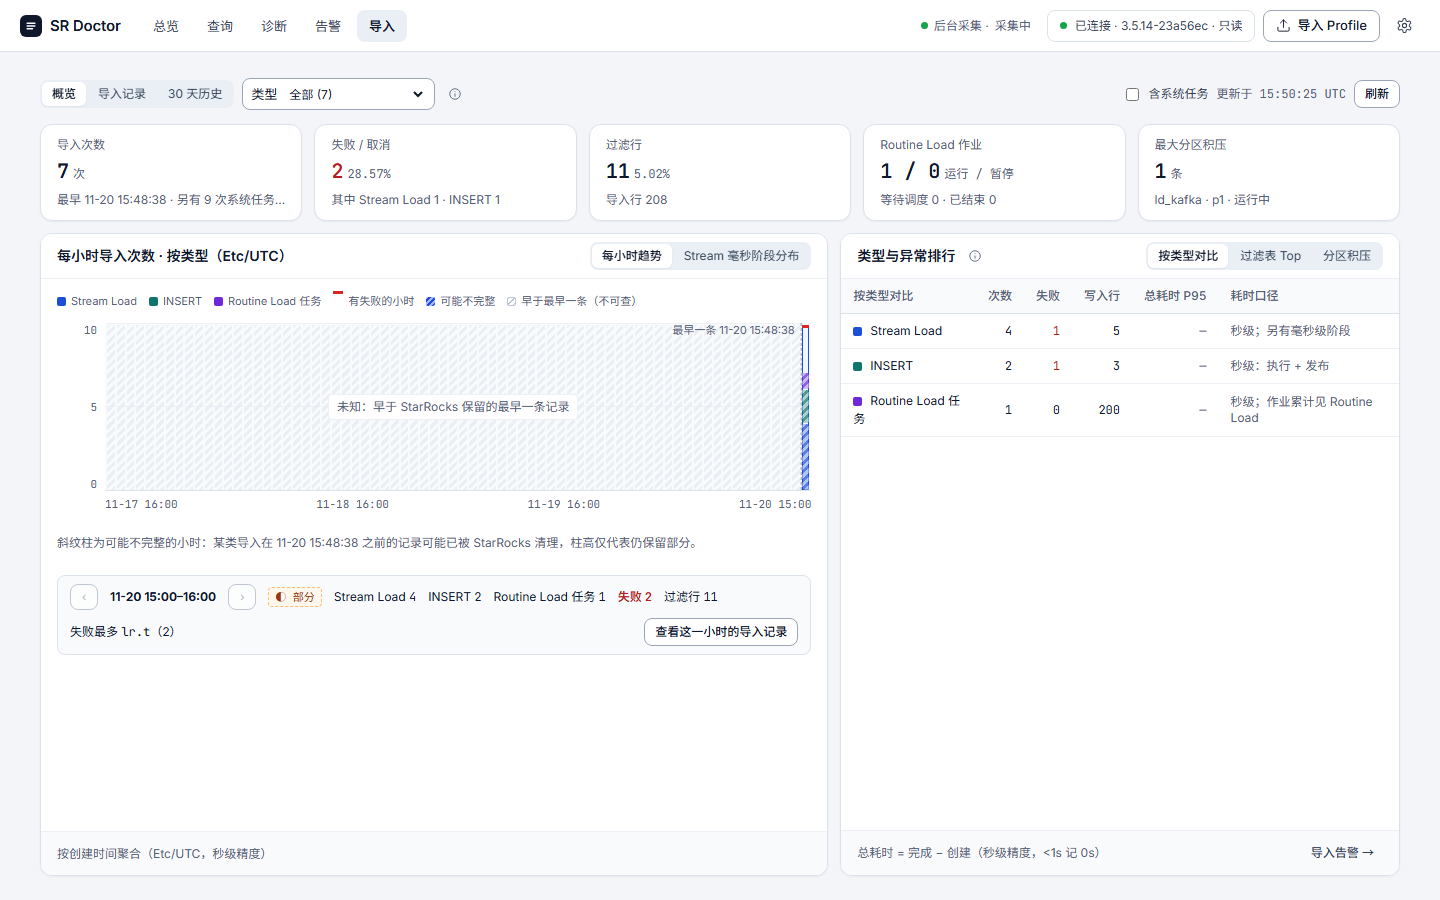 SR Doctor 总览 查询 诊断 告警 导入 后台采集 · 采集中 已连接 · 3.5.14-23a56ec · 只读 导入 Profile
概览 导入记录 30 天历史 类型 全部 (7) 含系统任务 更新于 15:50:25 UTC 刷新
导入次数
7 次
最早 11-20 15:48:38 · 另有 9 次系统任务...
失败 / 取消
2 28.57%
其中 Stream Load 1 · INSERT 1
过滤行
11 5.02%
导入行 208
Routine Load 作业
1 / 0 运行 / 暂停
等待调度 0 · 已结束 0
最大分区积压
1 条
ld_kafka · p1 · 运行中
每小时导入次数 · 按类型（Etc/UTC） 每小时趋势 Stream 毫秒阶段分布
Stream Load INSERT Routine Load 任务 有失败的小时 可能不完整 早于最早一条（不可查）
10 最早一条 11-20 15:48:38
5 未知：早于 StarRocks 保留的最早一条记录
0
11-17 16:00 11-18 16:00 11-19 16:00 11-20 15:00
斜纹柱为可能不完整的小时：某类导入在 11-20 15:48:38 之前的记录可能已被 StarRocks 清理，柱高仅代表仍保留部分。
‹ 11-20 15:00–16:00 › 部分 Stream Load 4 INSERT 2 Routine Load 任务 1 失败 2 过滤行 11
失败最多 lr.t（2） 查看这一小时的导入记录
按创建时间聚合（Etc/UTC，秒级精度）
类型与异常排行 按类型对比 过滤表 Top 分区积压
按类型对比 次数 失败 写入行 总耗时 P95 耗时口径
Stream Load 4 1 5 — 秒级；另有毫秒级阶段
INSERT 2 1 3 — 秒级：执行 + 发布
Routine Load 任务 1 0 200 — 秒级；作业累计见 Routine Load
总耗时 = 完成 − 创建（秒级精度，<1s 记 0s） 导入告警 →